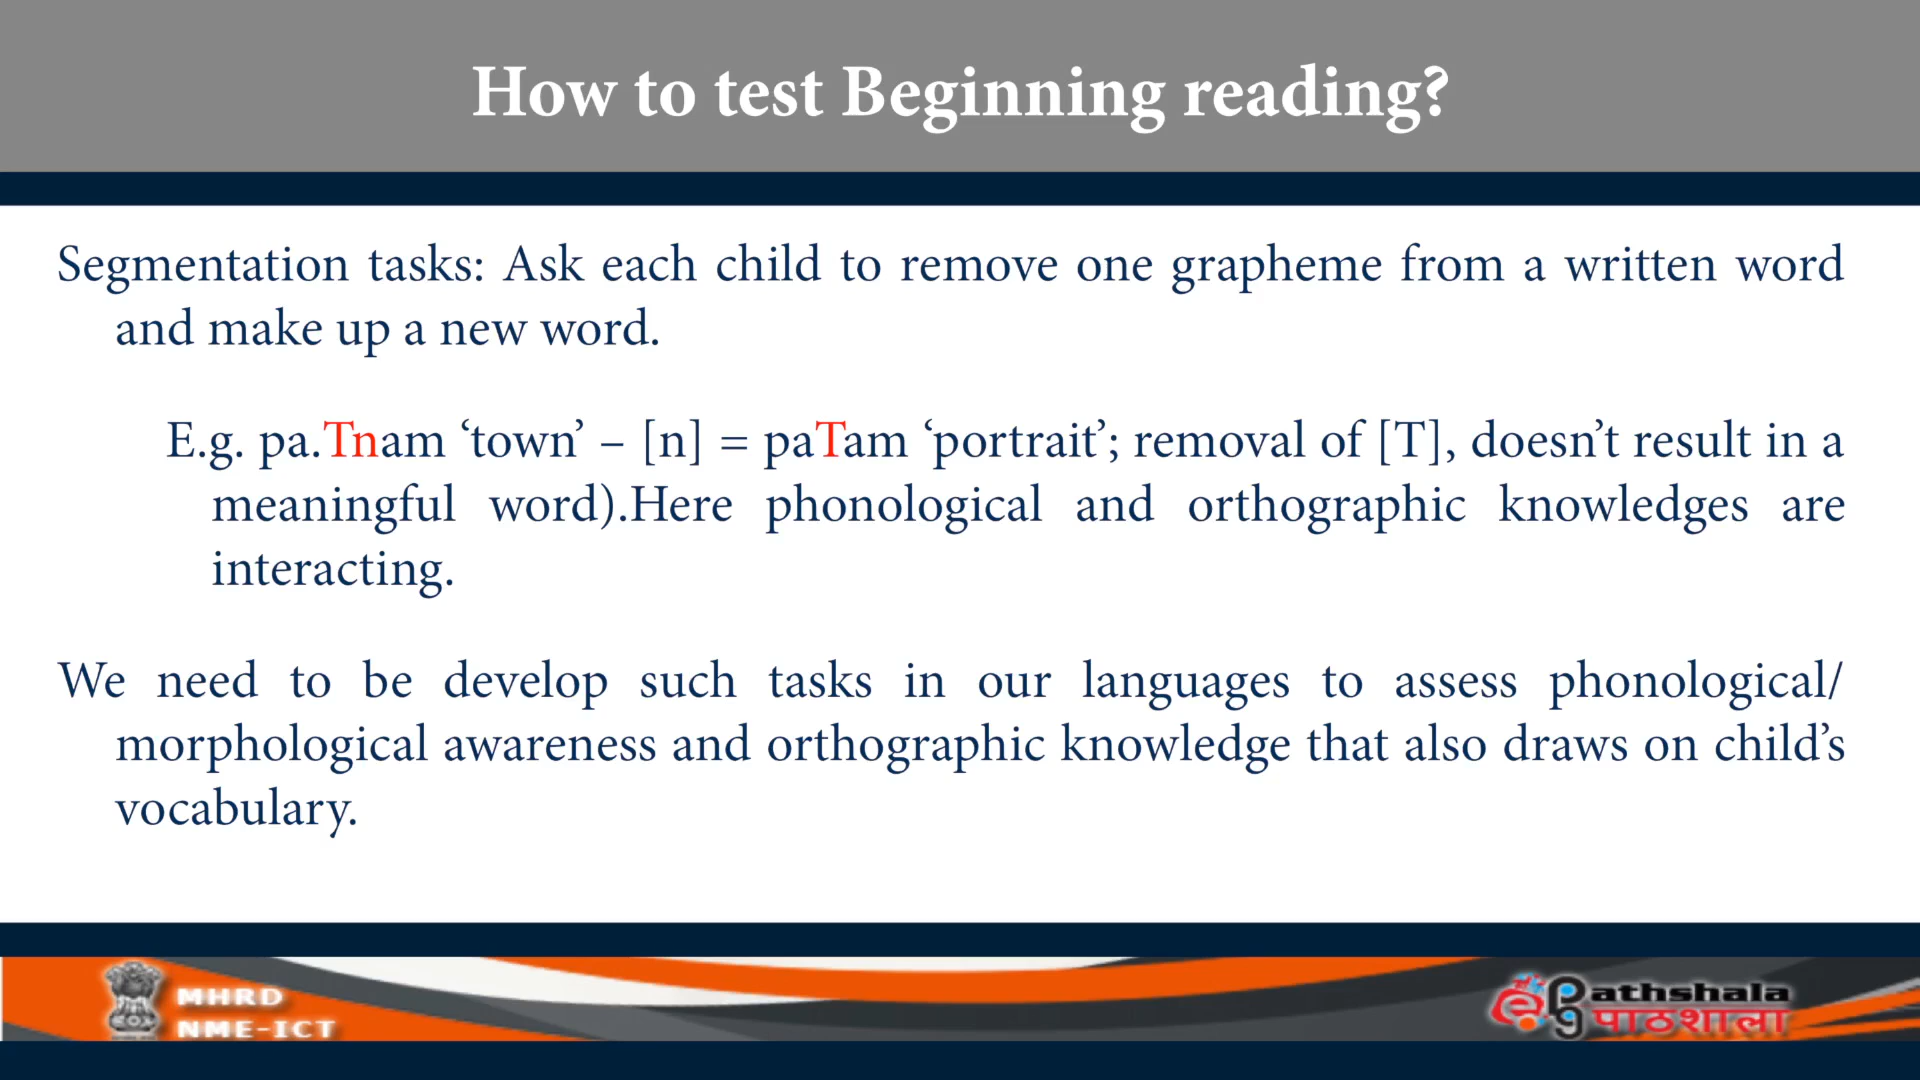 How to test Beginning reading?
Segmentation tasks: Ask each child to remove one grapheme from a written word
and make up a new word.
E.g. pa.Tnam ‘town’ – [n] = paTam ‘portrait’; removal of [T], doesn’t result in a
meaningful word).Here phonological and orthographic knowledges are
interacting.
We need to be develop such tasks in our languages to assess phonological/
morphological awareness and orthographic knowledge that also draws on child’s
vocabulary.
MHRD
NME-ICT
ePathshala
पाठशाला